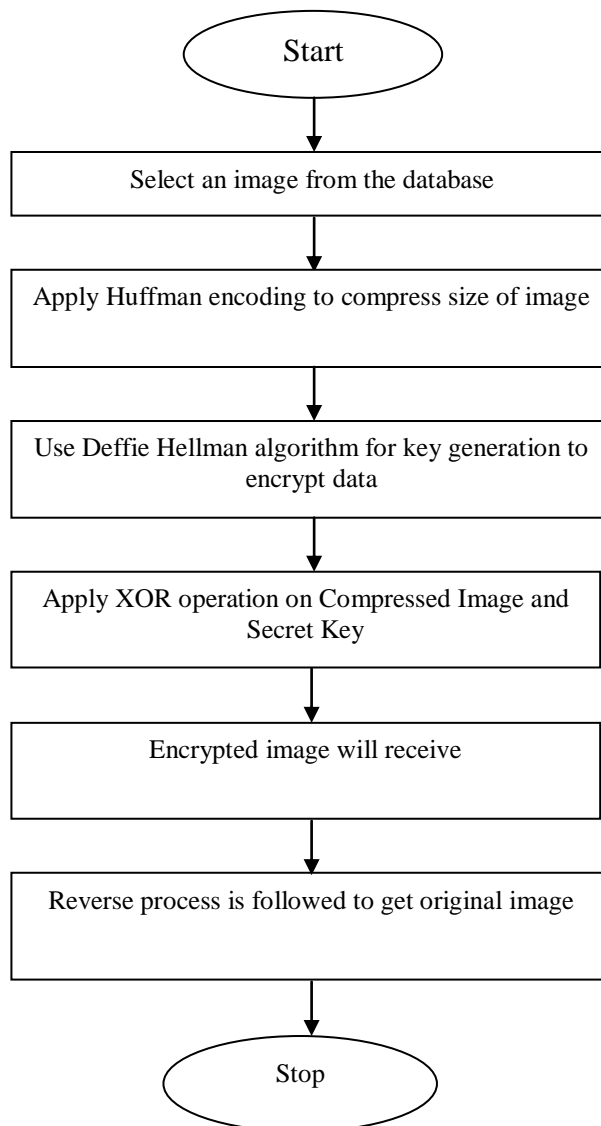 Start
Select an image from the database
Apply Huffman encoding to compress size of image
Use Deffie Hellman algorithm for key generation to
encrypt data
Apply XOR operation on Compressed Image and
Secret Key
Encrypted image will receive
Reverse process is followed to get original image
Stop